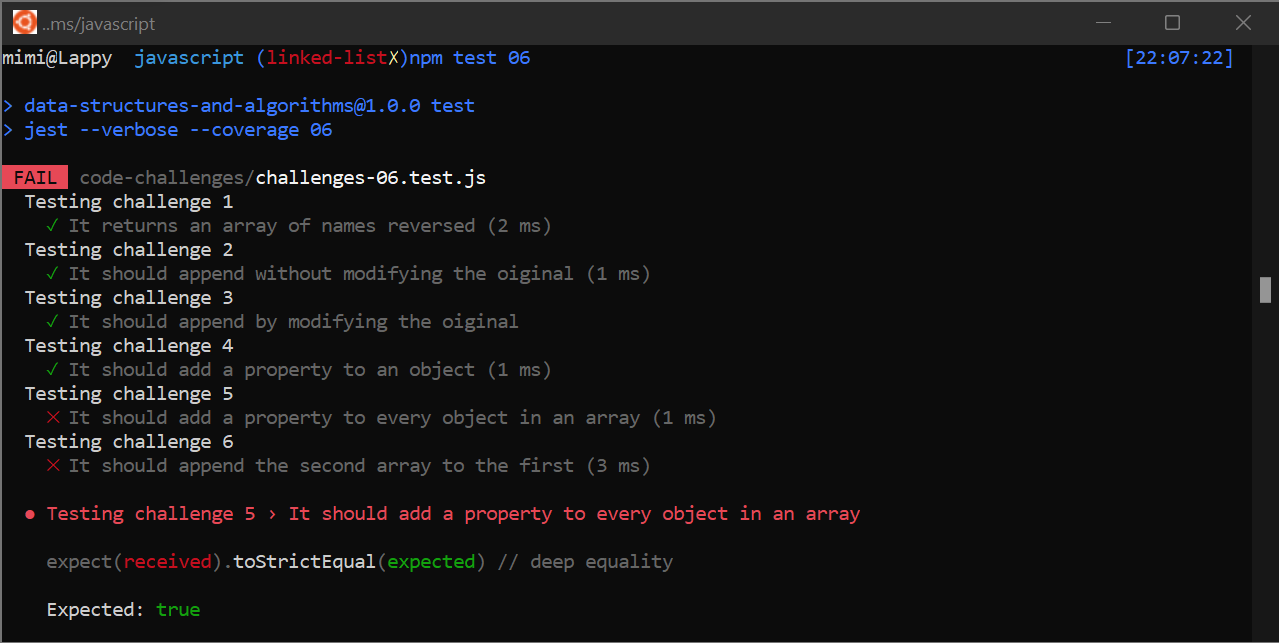 ..ms/javascript
mimi@Lappy  javascript (linked-listX)npm test 06 [22:07:22]
> data-structures-and-algorithms@1.0.0 test
> jest --verbose --coverage 06
FAIL code-challenges/challenges-06.test.js
Testing challenge 1
✓ It returns an array of names reversed (2 ms)
Testing challenge 2
✓ It should append without modifying the oiginal (1 ms)
Testing challenge 3
✓ It should append by modifying the oiginal
Testing challenge 4
✓ It should add a property to an object (1 ms)
Testing challenge 5
✕ It should add a property to every object in an array (1 ms)
Testing challenge 6
✕ It should append the second array to the first (3 ms)
● Testing challenge 5 › It should add a property to every object in an array
expect(received).toStrictEqual(expected) // deep equality
Expected: true